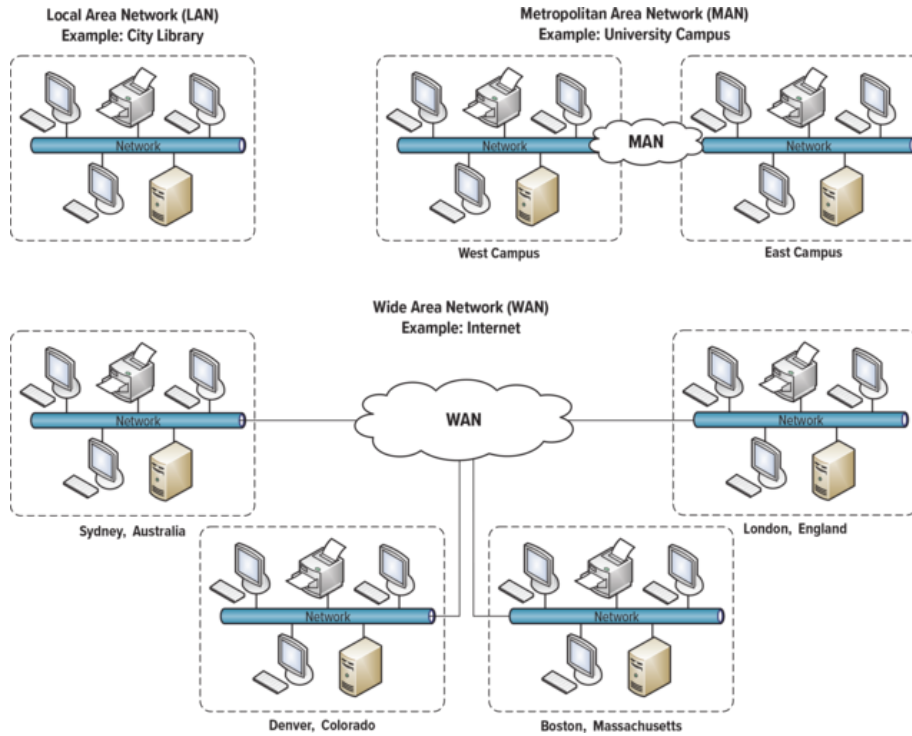 Local Area Network (LAN)
Example: City Library
Metropolitan Area Network (MAN)
Example: University Campus
Network
Network
MAN
Network
West Campus
East Campus
Wide Area Network (WAN)
Example: Internet
Network
WAN
Network
Sydney, Australia
London, England
Network
Network
Denver, Colorado
Boston, Massachusetts